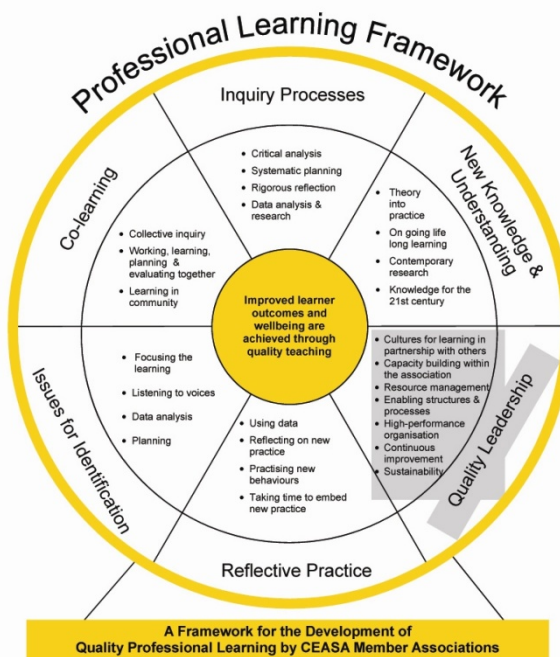 Professional Learning Framework
Inquiry Processes
• Critical analysis
• Systematic planning
• Rigorous reflection
• Data analysis &
research
New Knowledge &
Understanding
• Theory
into
practice
• On going life
long learning
• Contemporary
research
• Knowledge for the
21st century
Co-learning
• Collective inquiry
• Working, learning,
planning &
evaluating together
• Learning in
community
Improved learner
outcomes and
wellbeing are
achieved through
quality teaching
Issues for Identification
• Focusing the
learning
• Listening to voices
• Data analysis
• Planning
Reflective Practice
• Using data
• Reflecting on new
practice
• Practising new
behaviours
• Taking time to embed
new practice
Quality Leadership
• Cultures for learning in
partnership with others
• Capacity building within
the association
• Resource management
• Enabling structures &
processes
• High-performance
organisation
• Continuous
improvement
• Sustainability
A Framework for the Development of
Quality Professional Learning by CEASA Member Associations